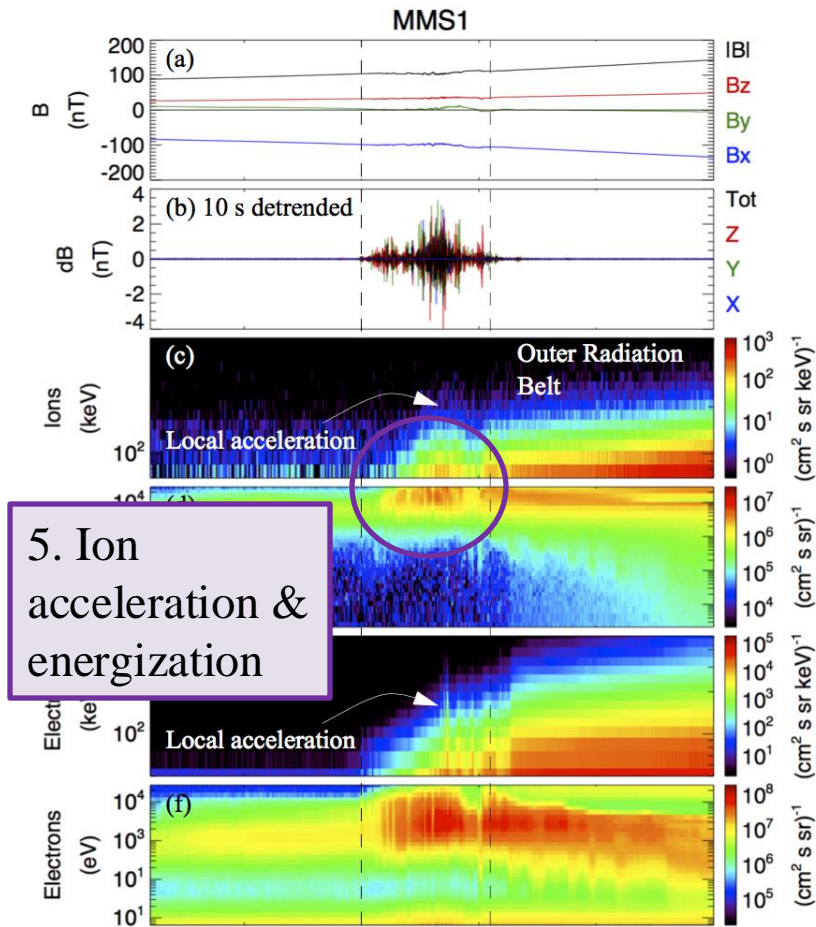 MMS1
200
100
0
-100
-200
B
(nT)
(a)
|B|
Bz
By
Bx
4
2
0
-2
-4
dB
(nT)
(b) 10 s detrended
Tot
Z
Y
X
(c)
Outer Radiation
Belt
Local acceleration
Ions
(keV)
10²
10³
10²
10¹
10⁰
(cm² s sr keV)⁻¹
10⁴
10⁷
10⁶
10⁵
10⁴
(cm² s sr)⁻¹
5. Ion
acceleration &
energization
Local acceleration
10²
10⁵
10⁴
10³
10²
10¹
(cm² s sr keV)⁻¹
(f)
Electrons
(eV)
10⁴
10³
10¹
10¹
10⁸
10⁷
10⁶
10⁵
(cm² s sr)⁻¹